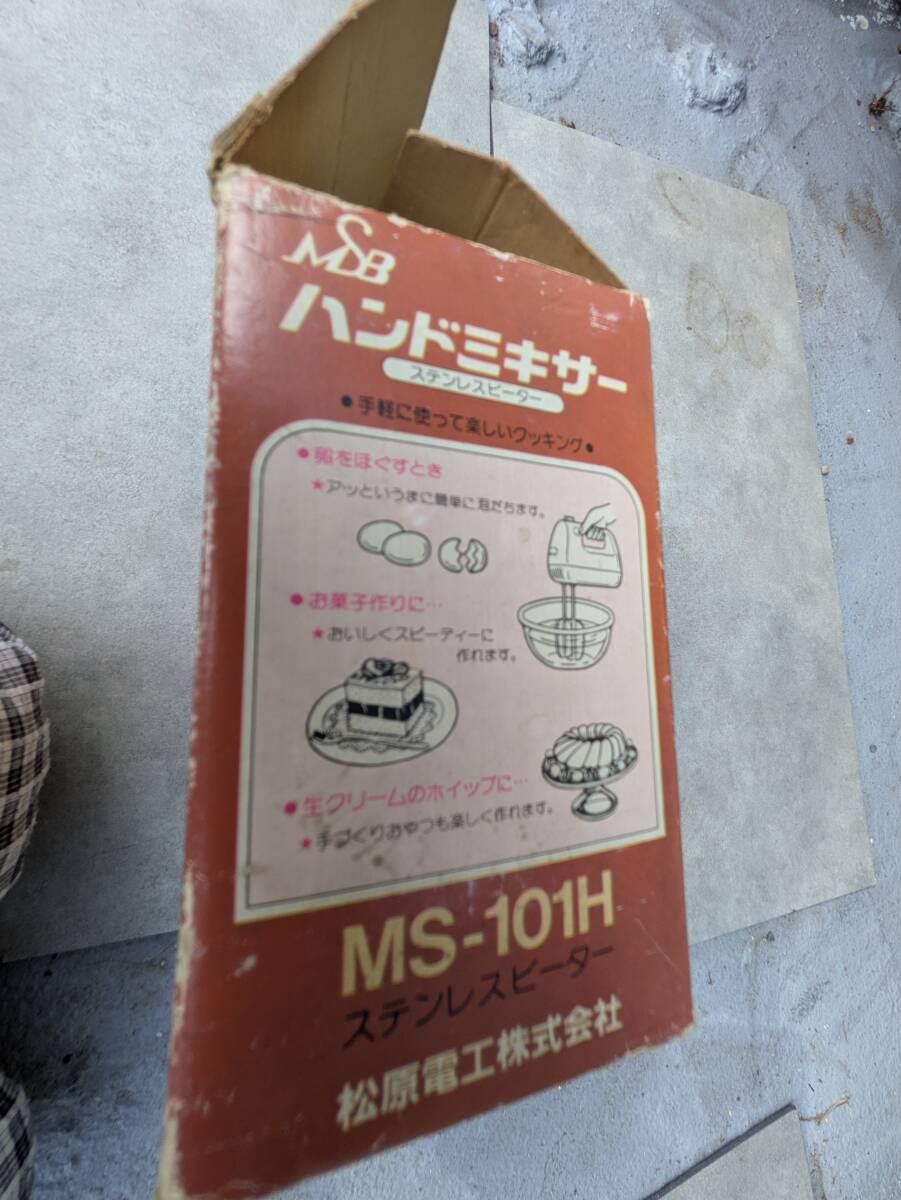 MSB
ハンドミキサー
ステンレスビーター
●手軽に使って楽しいクッキング●
●卵をほぐすとき
★アッというまに簡単に泡だちます。
●お菓子作りに…
★おいしくスピーディーに
作れます。
●生クリームのホイップに…
★手づくりおやつも楽しく作れます。
MS-101H
ステンレスビーター
松原電工株式会社